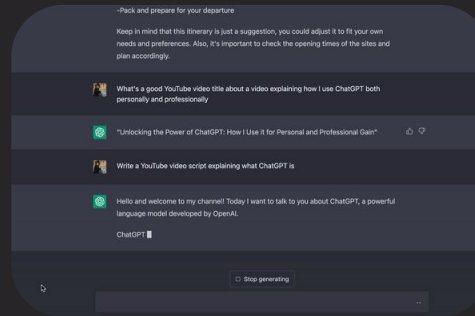 -Pack and prepare for your departure
Keep in mind that this itinerary is just a suggestion, you could adjust it to fit your own
needs and preferences. Also, it's important to check the opening times of the sites and
plan accordingly.
What's a good YouTube video title about a video explaining how I use ChatGPT both
personally and professionally
"Unlocking the Power of ChatGPT: How I Use it for Personal and Professional Gain"
Write a YouTube video script explaining what ChatGPT is
Hello and welcome to my channel! Today I want to talk to you about ChatGPT, a powerful
language model developed by OpenAI.
ChatGPT
Stop generating